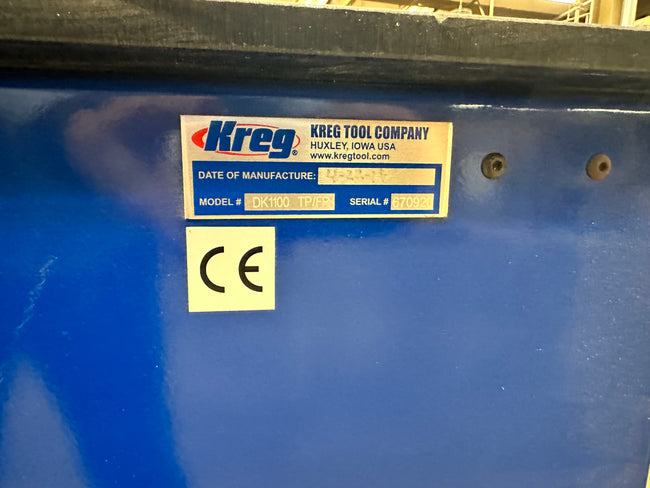 Kreg®
KREG TOOL COMPANY
HUXLEY, IOWA USA
www.kregtool.com
DATE OF MANUFACTURE:
MODEL # DK1100 TP/FP SERIAL #
CE